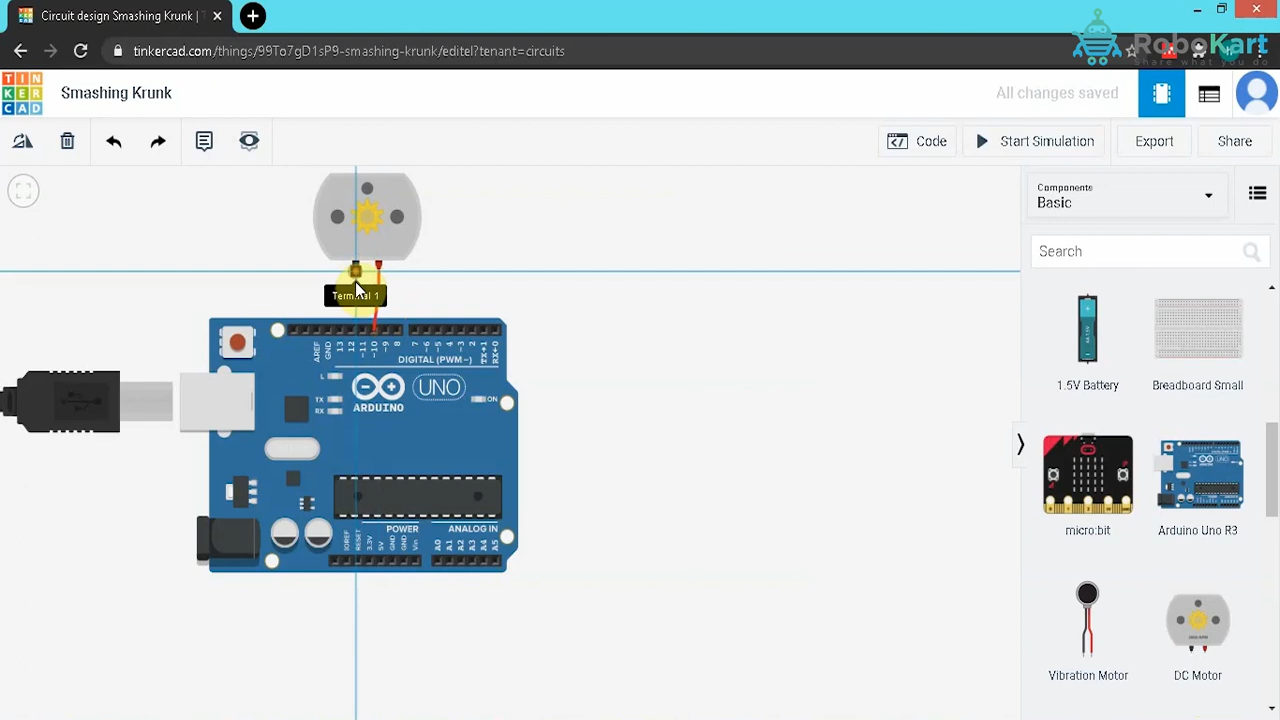 Circuit design Smashing Krunk | T
tinkercad.com/things/99To7gD1sP9-smashing-krunk/editel?tenant=circuits
RoboKart
Share what you do
TIN
KER
CAD
Smashing Krunk
All changes saved
Code
Start Simulation
Export
Share
Components
Basic
Search
Terminal 1
AREF
GND
13
12
~11
~10
~9
8
7
~6
~5
4
~3
2
TX→1
RX←0
DIGITAL (PWM~)
L
TX
RX
ARDUINO
UNO
ON
POWER
ANALOG IN
IOREF
RESET
3.3V
5V
GND
GND
Vin
A0
A1
A2
A3
A4
A5
1.5V Battery
Breadboard Small
micro:bit
Arduino Uno R3
Vibration Motor
DC Motor